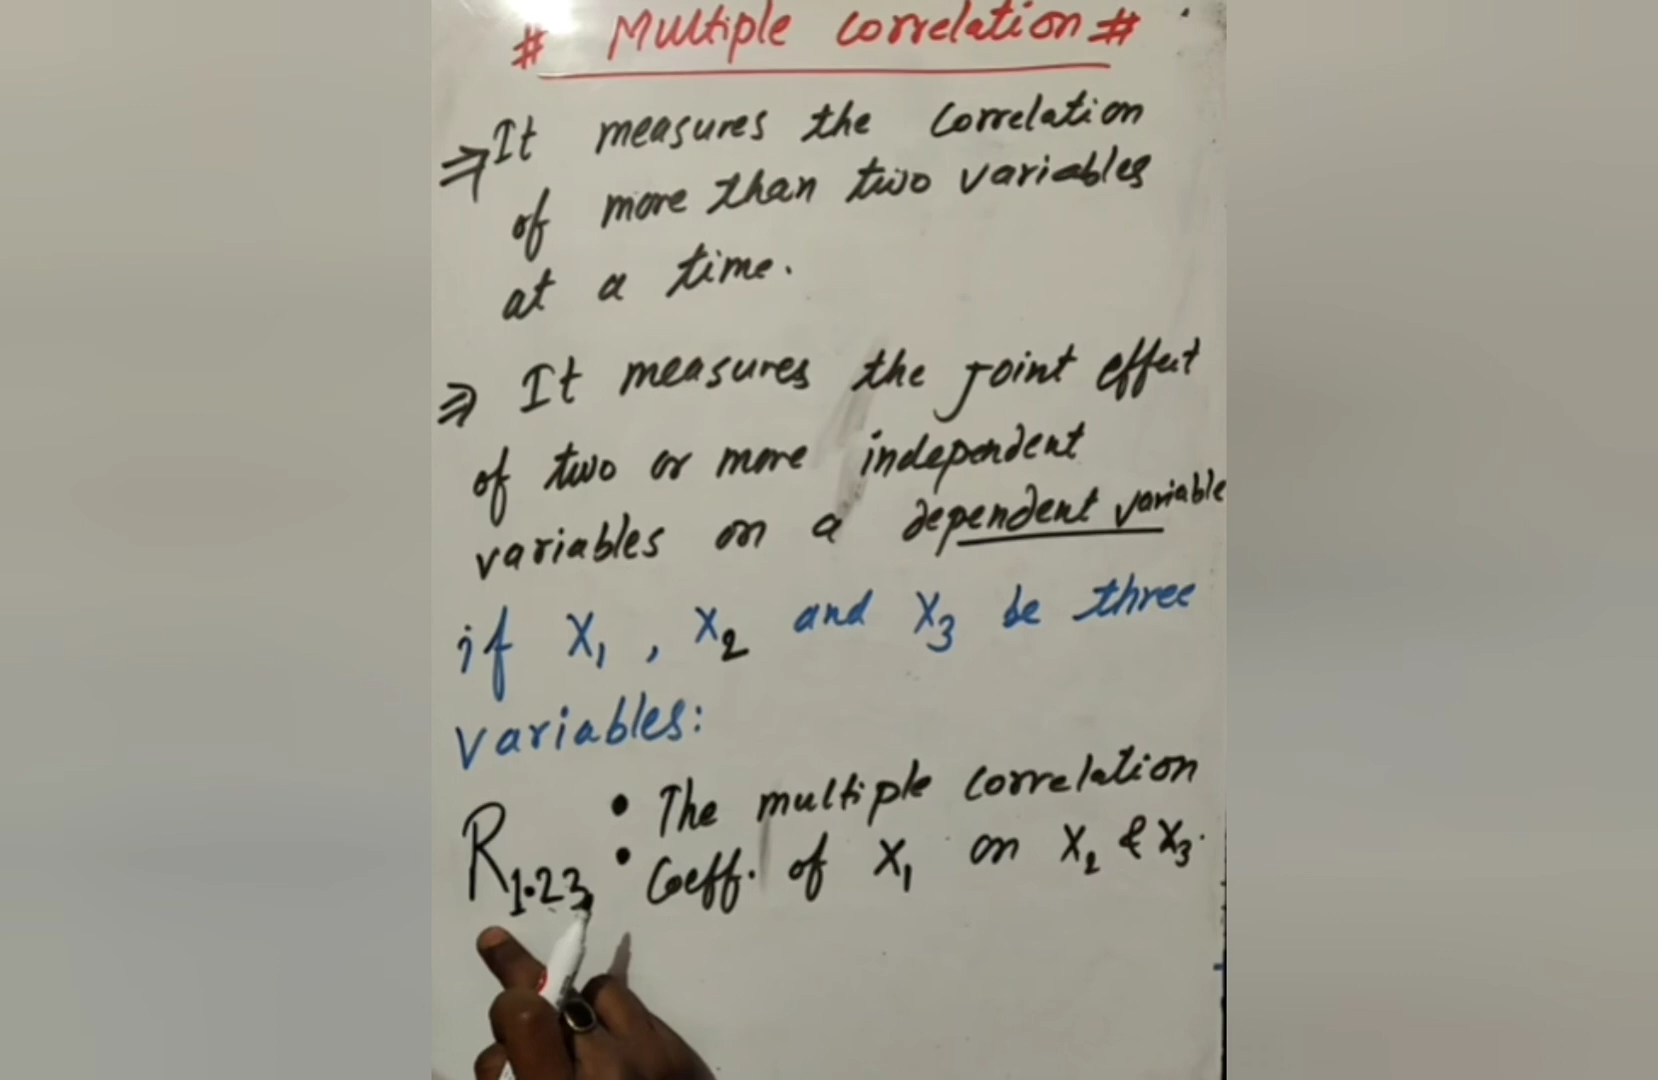 # Multiple Correlation #
⇒ It measures the Correlation
of more than two variables
at a time.
⇒ It measures the joint effect
of two or more independent
variables on a dependent variable
if X₁, X₂ and X₃ be three
variables:
R₁.₂₃ : The multiple correlation
Coeff. of X₁ on X₂ & X₃.